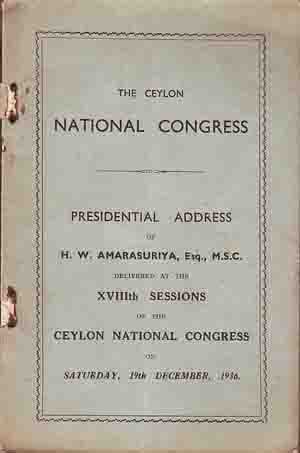 THE CEYLON
NATIONAL CONGRESS
PRESIDENTIAL ADDRESS
OF
H. W. AMARASURIYA, Esq., M.S.C.
DELIVERED AT THE
XVIIIth SESSIONS
OF THE
CEYLON NATIONAL CONGRESS
ON
SATURDAY, 19th DECEMBER, 1936.